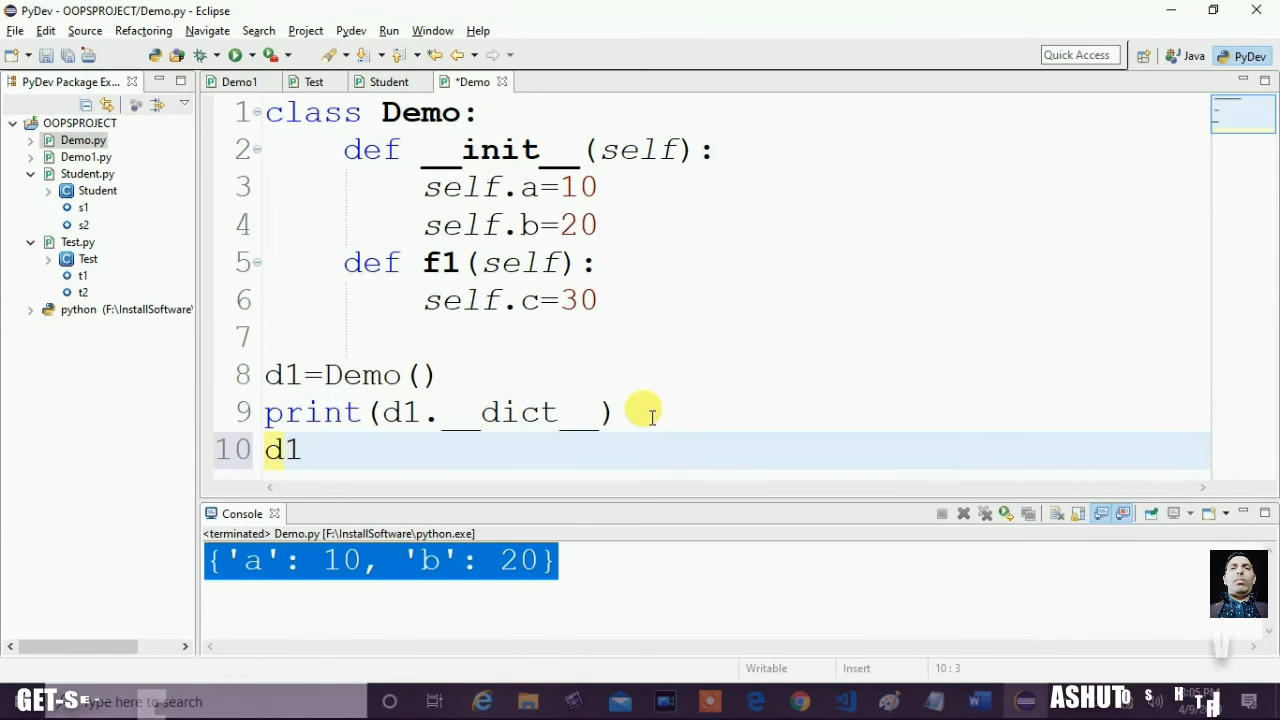 PyDev - OOPSPROJECT/Demo.py - Eclipse
File Edit Source Refactoring Navigate Search Project Pydev Run Window Help
Quick Access
Java
PyDev
PyDev Package Ex...
Demo1
Test
Student
*Demo
OOPSPROJECT
Demo.py
Demo1.py
Student.py
Student
s1
s2
Test.py
Test
t1
t2
python (F:\InstallSoftware\
1 class Demo:
2 def __init__(self):
3 self.a=10
4 self.b=20
5 def f1(self):
6 self.c=30
7
8 d1=Demo()
9 print(d1.__dict__)
10 d1
Console
<terminated> Demo.py [F:\InstallSoftware\python.exe]
{'a': 10, 'b': 20}
Writable
Insert
10 : 3
here to search